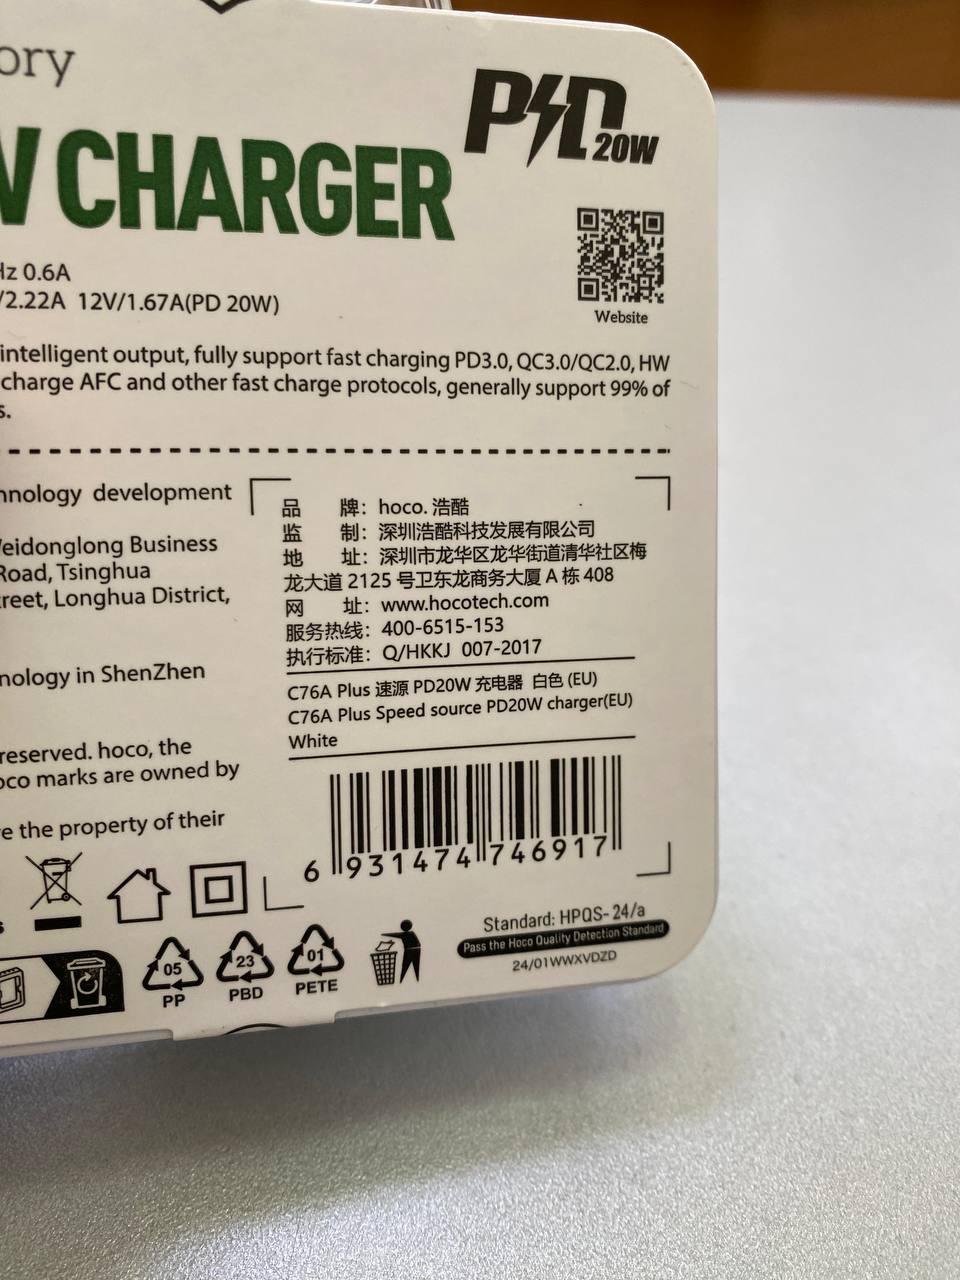 ory
PD 20W
CHARGER
Website
Hz 0.6A
/2.22A 12V/1.67A(PD 20W)
intelligent output, fully support fast charging PD3.0, QC3.0/QC2.0, HW
charge AFC and other fast charge protocols, generally support 99% of
s.
hnology development
Weidonglong Business
Road, Tsinghua
treet, Longhua District,
nology in ShenZhen
reserved. hoco, the
oco marks are owned by
e the property of their
品 牌：hoco. 浩酷
监 制：深圳浩酷科技发展有限公司
地 址：深圳市龙华区龙华街道清华社区梅
龙大道 2125 号卫东龙商务大厦 A 栋 408
网 址：www.hocotech.com
服务热线：400-6515-153
执行标准：Q/HKKJ 007-2017
C76A Plus 速源 PD20W 充电器 白色 (EU)
C76A Plus Speed source PD20W charger(EU)
White
6 931474 746917
Standard: HPQS- 24/a
Pass the Hoco Quality Detection Standard
24/01WWXVDZD
05
PP
23
PBD
01
PETE